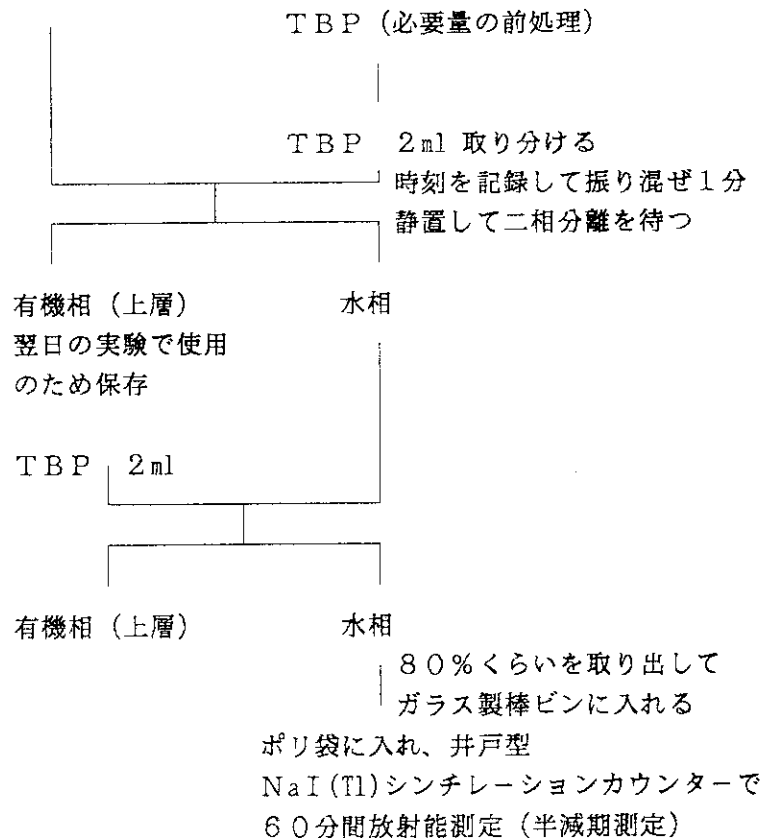 ＴＢＰ（必要量の前処理）
ＴＢＰ　２ml 取り分ける
時刻を記録して振り混ぜ１分
静置して二相分離を待つ
有機相（上層）　水相
翌日の実験で使用
のため保存
ＴＢＰ　２ml
有機相（上層）　水相
８０％くらいを取り出して
ガラス製棒ビンに入れる
ポリ袋に入れ、井戸型
NaI(Tl)シンチレーションカウンターで
６０分間放射能測定（半減期測定）